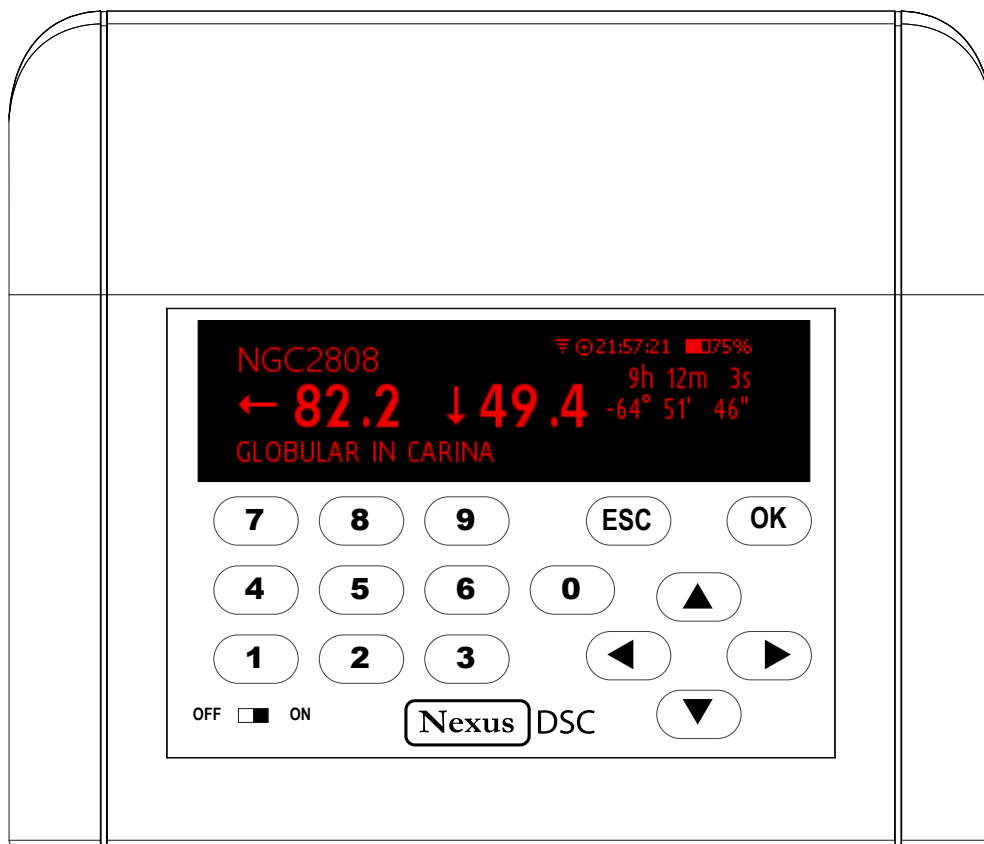 NGC2808
21:57:21 75%
← 82.2 ↓ 49.4
9h 12m 3s
-64° 51' 46"
GLOBULAR IN CARINA
7 8 9 ESC OK
4 5 6 0
1 2 3
OFF ON
Nexus DSC